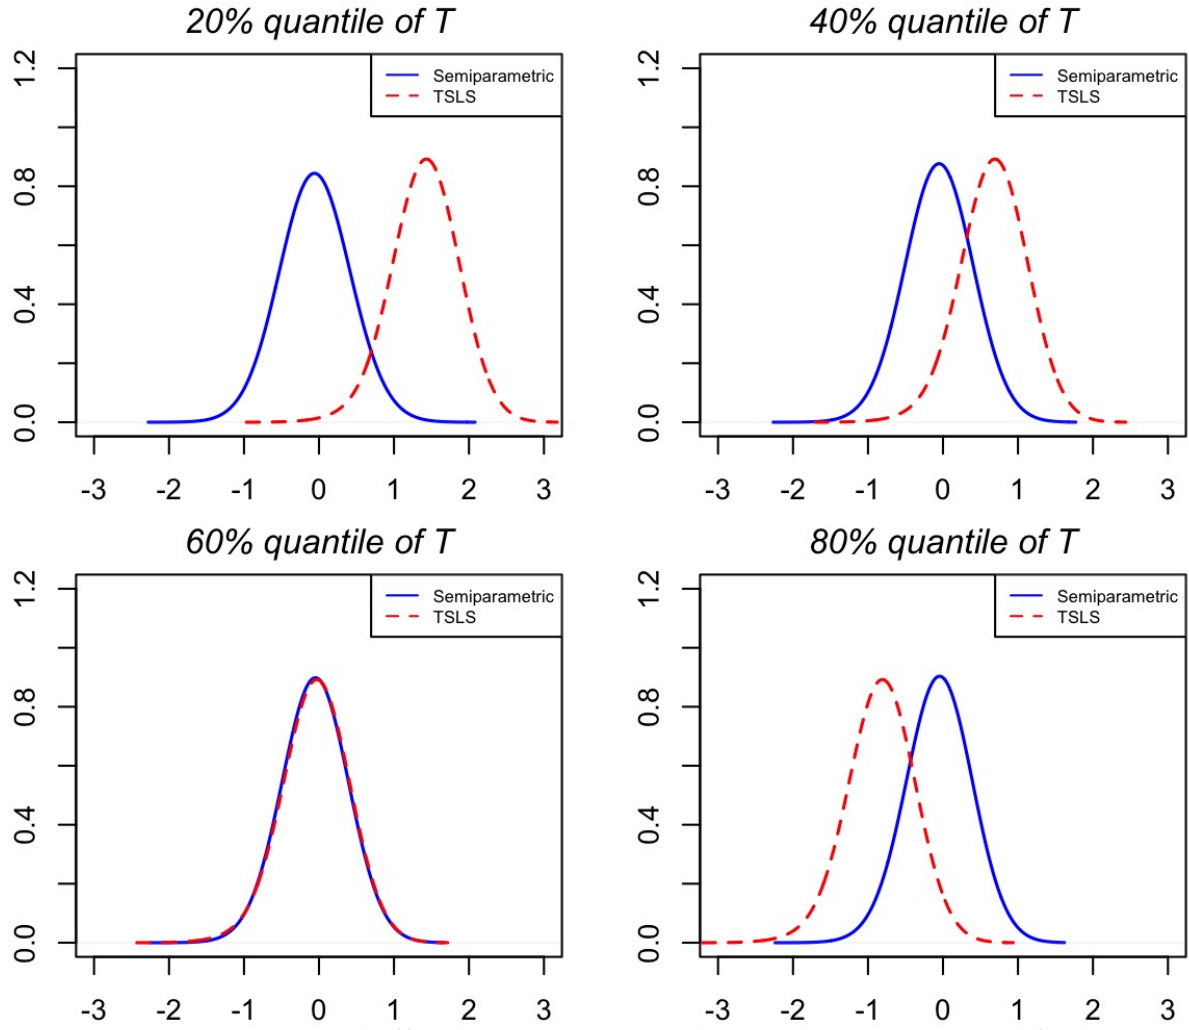 20% quantile of T
1.2
0.8
0.4
0.0
Semiparametric
TSLS
-3 -2 -1 0 1 2 3
40% quantile of T
1.2
0.8
0.4
0.0
Semiparametric
TSLS
-3 -2 -1 0 1 2 3
60% quantile of T
1.2
0.8
0.4
0.0
Semiparametric
TSLS
-3 -2 -1 0 1 2 3
80% quantile of T
1.2
0.8
0.4
0.0
Semiparametric
TSLS
-3 -2 -1 0 1 2 3